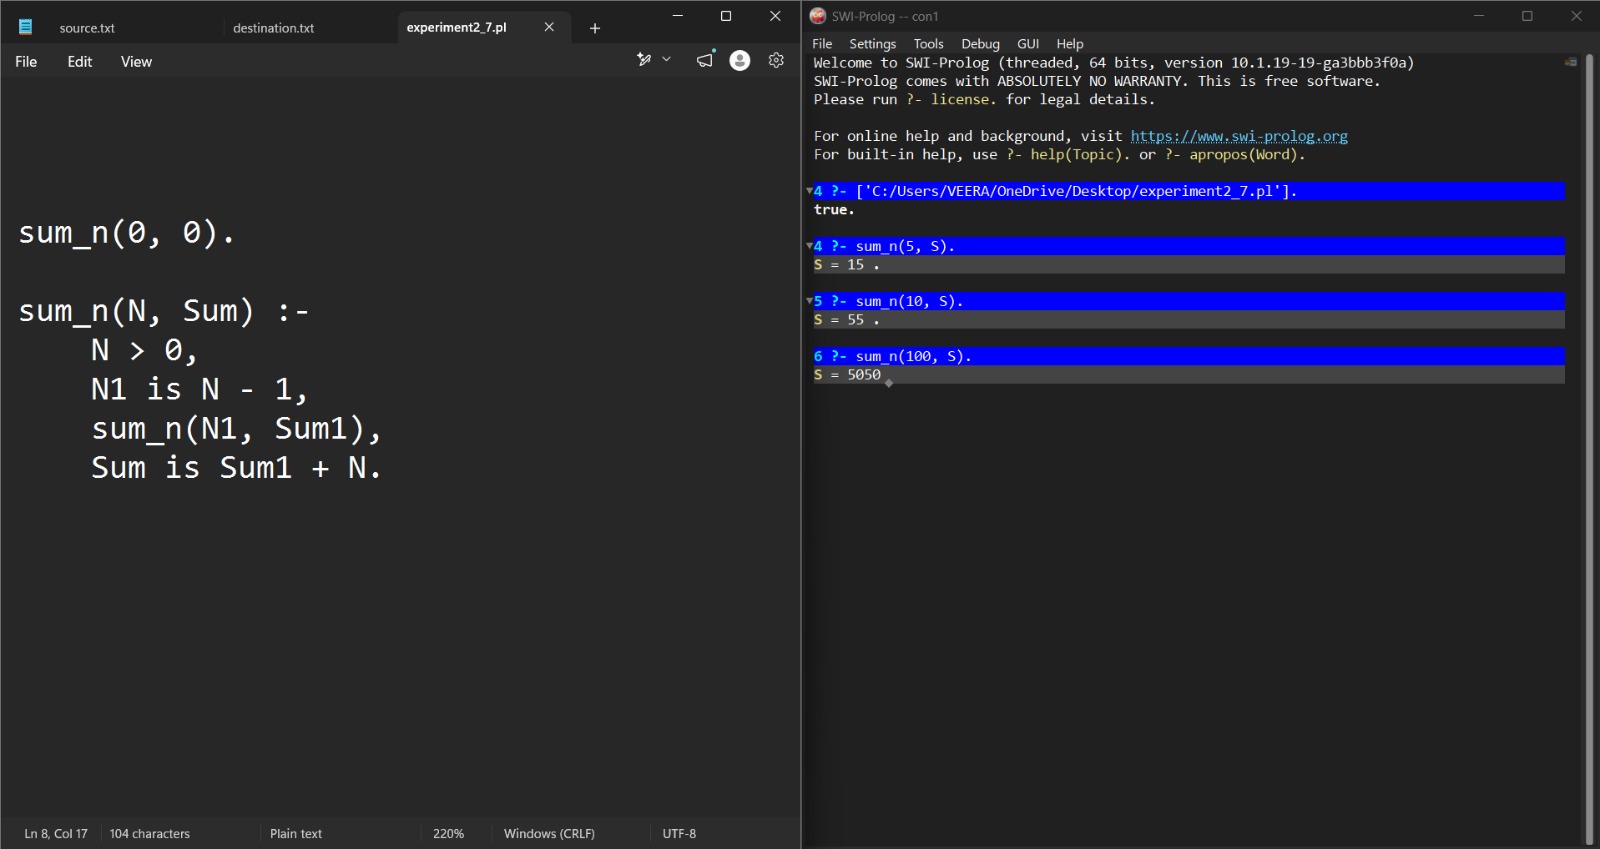 source.txt
destination.txt
experiment2_7.pl
File
Edit
View
sum_n(0, 0).
sum_n(N, Sum) :-
    N > 0,
    N1 is N - 1,
    sum_n(N1, Sum1),
    Sum is Sum1 + N.
Ln 8, Col 17
104 characters
Plain text
220%
Windows (CRLF)
UTF-8
SWI-Prolog -- con1
File Settings Tools Debug GUI Help
Welcome to SWI-Prolog (threaded, 64 bits, version 10.1.19-19-ga3bbb3f0a)
SWI-Prolog comes with ABSOLUTELY NO WARRANTY. This is free software.
Please run ?- license. for legal details.
For online help and background, visit https://www.swi-prolog.org
For built-in help, use ?- help(Topic). or ?- apropos(Word).
4 ?- ['C:/Users/VEERA/OneDrive/Desktop/experiment2_7.pl'].
true.
4 ?- sum_n(5, S).
S = 15 .
5 ?- sum_n(10, S).
S = 55 .
6 ?- sum_n(100, S).
S = 5050